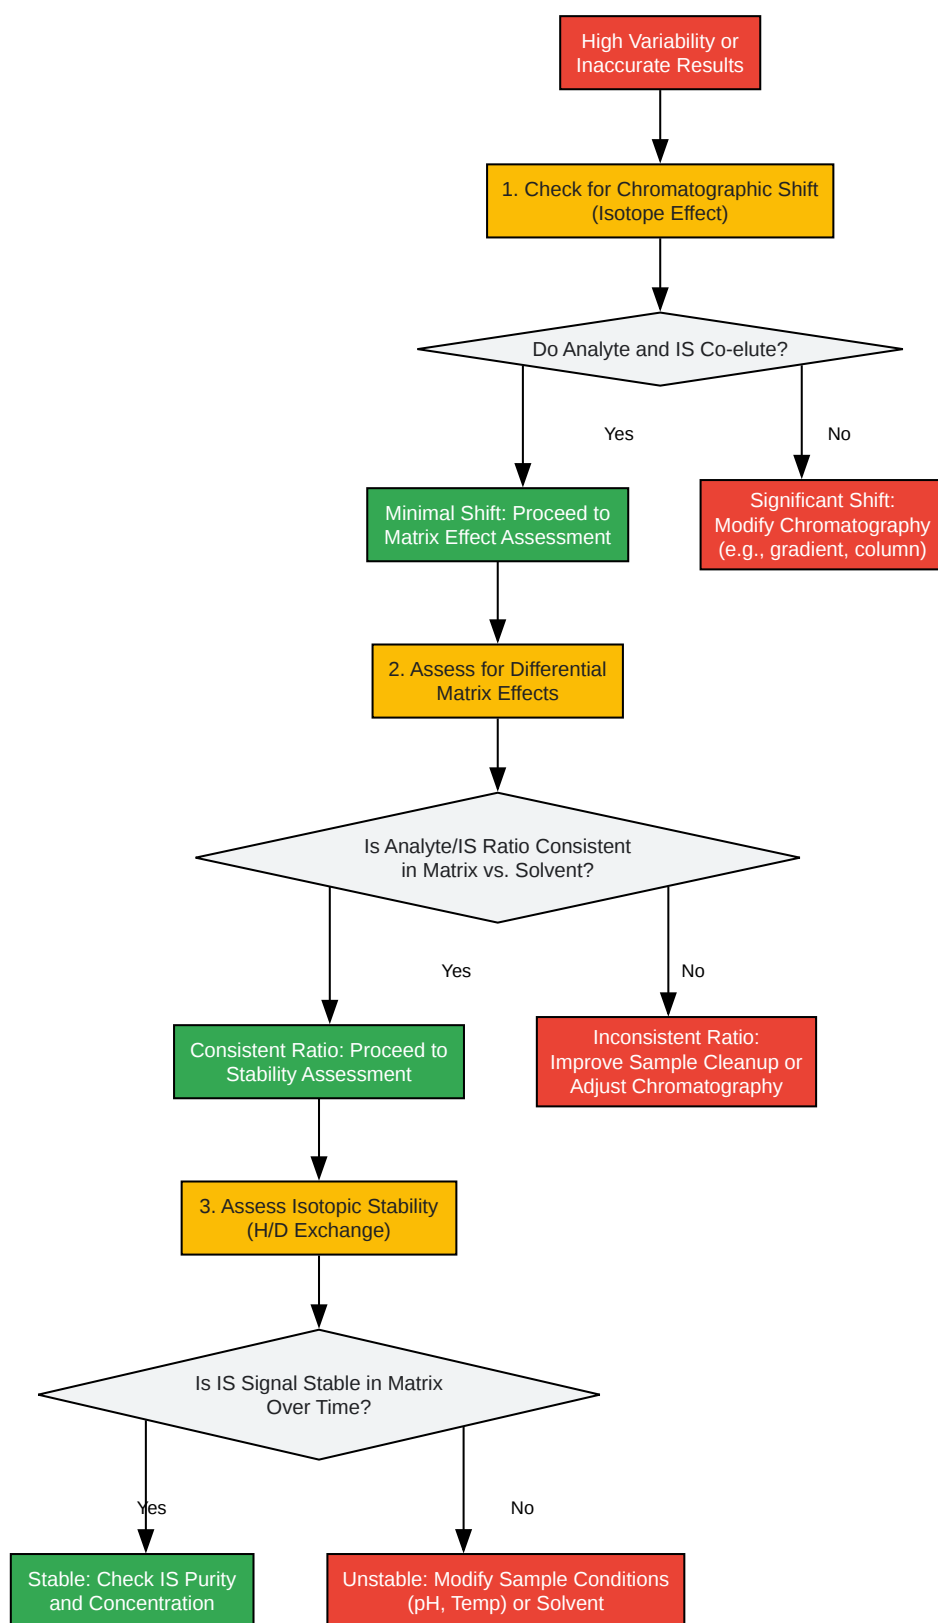 High Variability or
Inaccurate Results
1. Check for Chromatographic Shift
(Isotope Effect)
Do Analyte and IS Co-elute?
Yes
No
Minimal Shift: Proceed to
Matrix Effect Assessment
Significant Shift:
Modify Chromatography
(e.g., gradient, column)
2. Assess for Differential
Matrix Effects
Is Analyte/IS Ratio Consistent
in Matrix vs. Solvent?
Yes
No
Consistent Ratio: Proceed to
Stability Assessment
Inconsistent Ratio:
Improve Sample Cleanup or
Adjust Chromatography
3. Assess Isotopic Stability
(H/D Exchange)
Is IS Signal Stable in Matrix
Over Time?
Yes
No
Stable: Check IS Purity
and Concentration
Unstable: Modify Sample Conditions
(pH, Temp) or Solvent